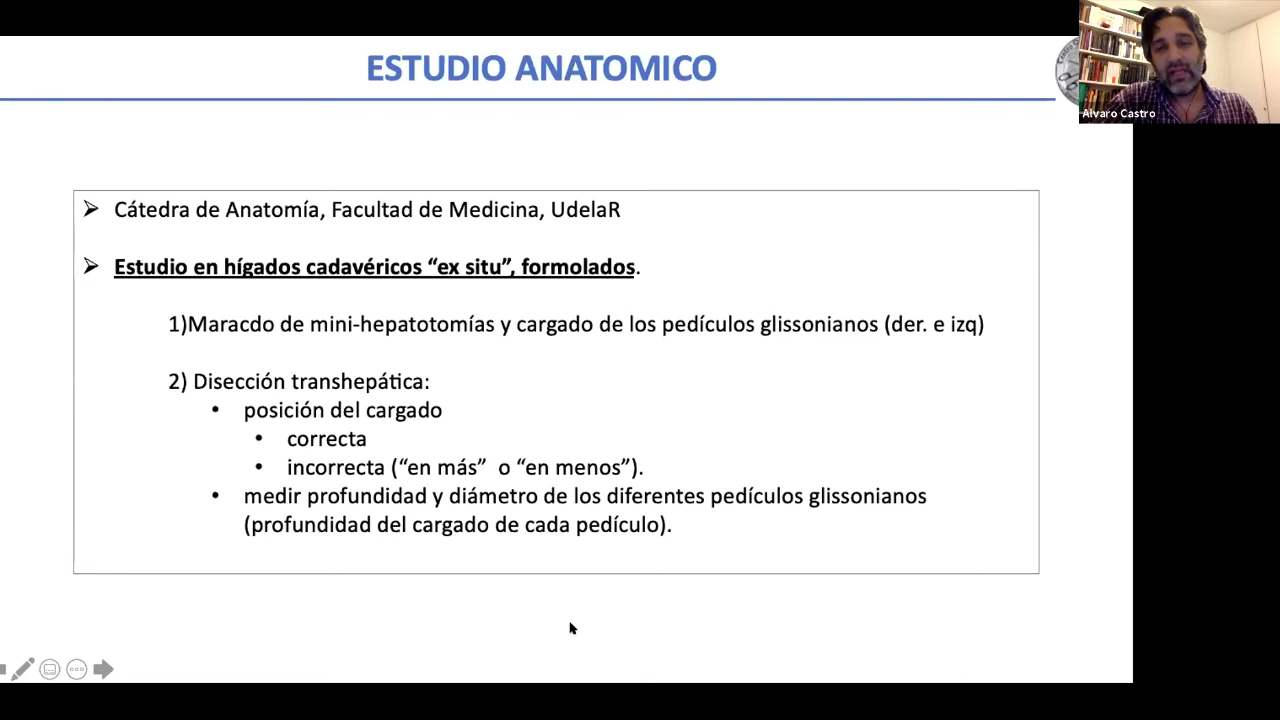 ESTUDIO ANATOMICO
Alvaro Castro
➢ Cátedra de Anatomía, Facultad de Medicina, UdelaR
➢ Estudio en hígados cadavéricos “ex situ”, formolados.
1)Maracdo de mini-hepatotomías y cargado de los pedículos glissonianos (der. e izq)
2) Disección transhepática:
• posición del cargado
• correcta
• incorrecta (“en más” o “en menos”).
• medir profundidad y diámetro de los diferentes pedículos glissonianos
(profundidad del cargado de cada pedículo).